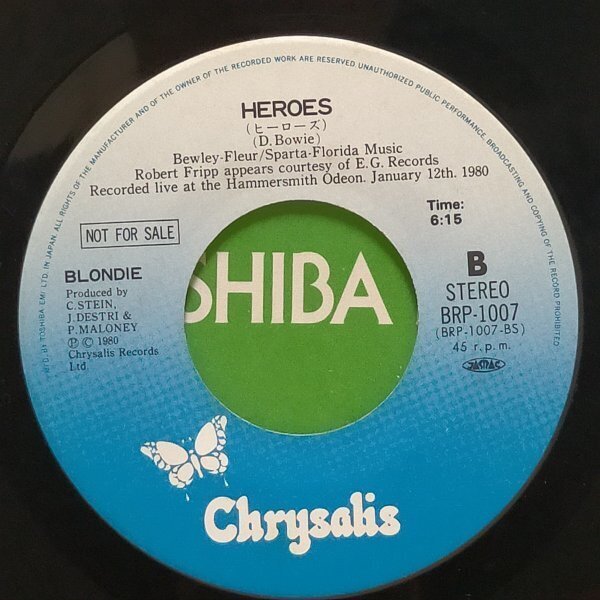 MFD. BY TOSHIBA EMI LTD. IN JAPAN. ALL RIGHTS OF THE MANUFACTURER AND OF THE OWNER OF THE RECORDED WORK ARE RESERVED. UNAUTHORIZED PUBLIC PERFORMANCE, BROADCASTING AND COPYING OF THE RECORD PROHIBITED.
HEROES
(ヒーローズ)
(D. Bowie)
Bewley-Fleur/Sparta-Florida Music
Robert Fripp appears courtesy of E.G. Records
Recorded live at the Hammersmith Odeon. January 12th. 1980
Time:
6:15
NOT FOR SALE
BLONDIE
Produced by
C. STEIN,
J. DESTRI &
P. MALONEY
℗ © 1980
Chrysalis Records
Ltd.
SHIBA
B
STEREO
BRP-1007
(BRP-1007-BS)
45 r.p.m.
JASRAC
Chrysalis